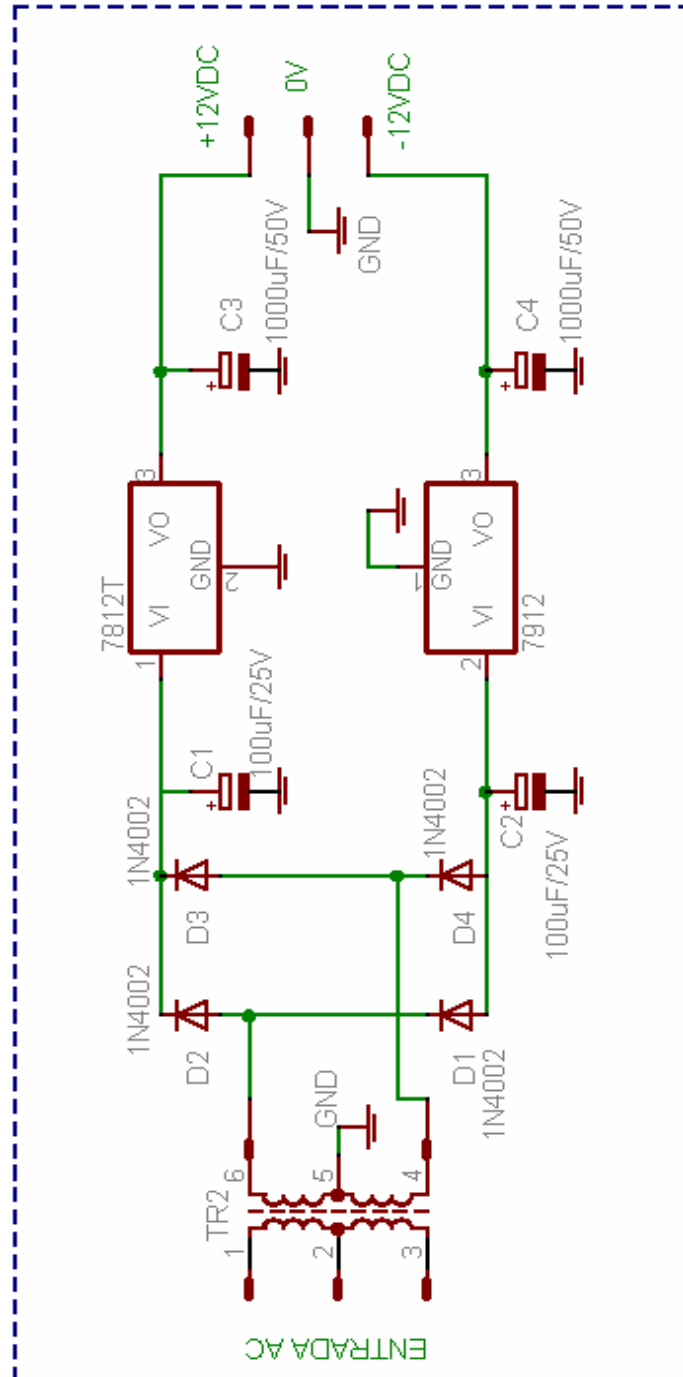 ENTRADA AC
TR2
1
2
3
6
5
4
GND
D2
1N4002
D1
1N4002
D3
1N4002
D4
1N4002
C1
100uF/25V
C2
100uF/25V
7812T
1
VI
VO
3
GND
2
7912
2
VI
VO
3
GND
1
C3
1000uF/50V
C4
1000uF/50V
GND
+12VDC
0V
-12VDC